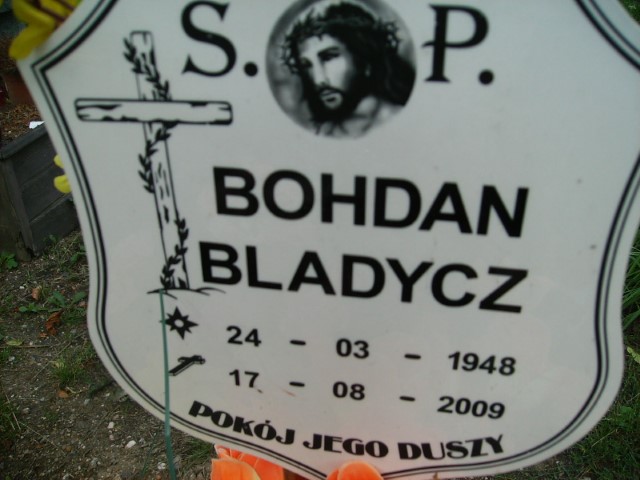 S. P.
BOHDAN
BLADYCZ
24 - 03 - 1948
17 - 08 - 2009
POKÓJ JEGO DUSZY